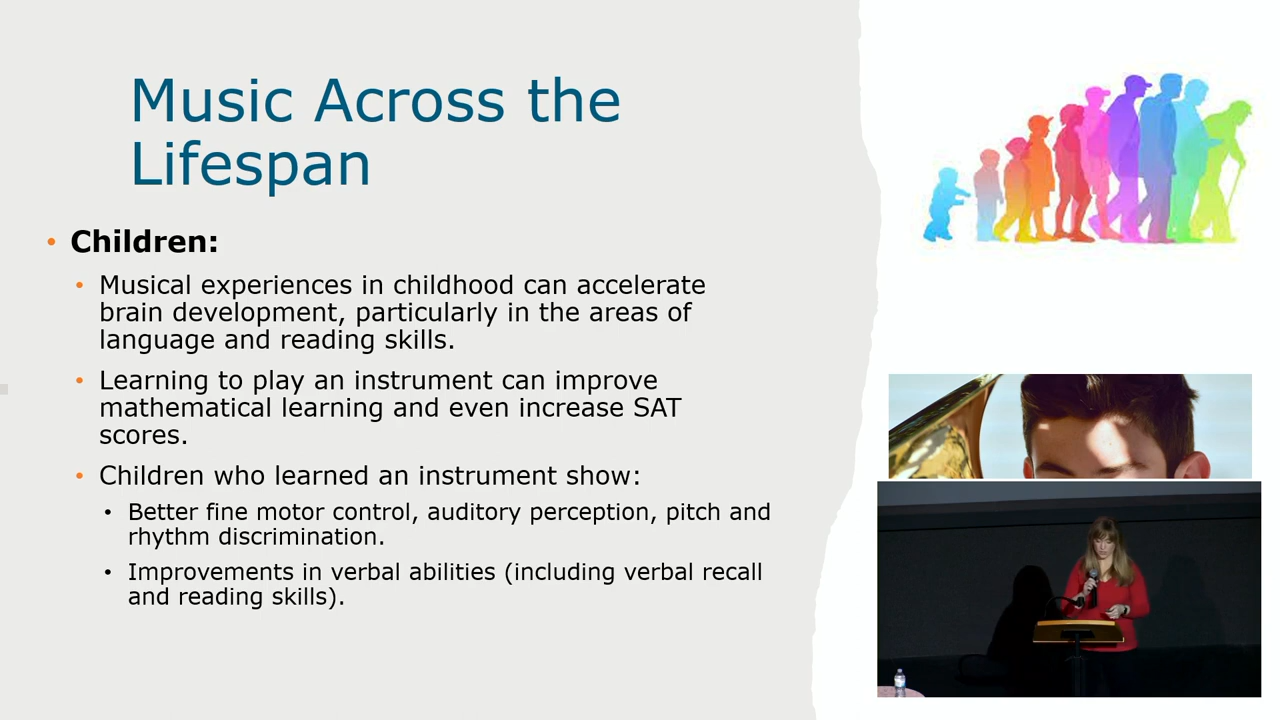 Music Across the
Lifespan
• Children:
• Musical experiences in childhood can accelerate
brain development, particularly in the areas of
language and reading skills.
• Learning to play an instrument can improve
mathematical learning and even increase SAT
scores.
• Children who learned an instrument show:
• Better fine motor control, auditory perception, pitch and
rhythm discrimination.
• Improvements in verbal abilities (including verbal recall
and reading skills).